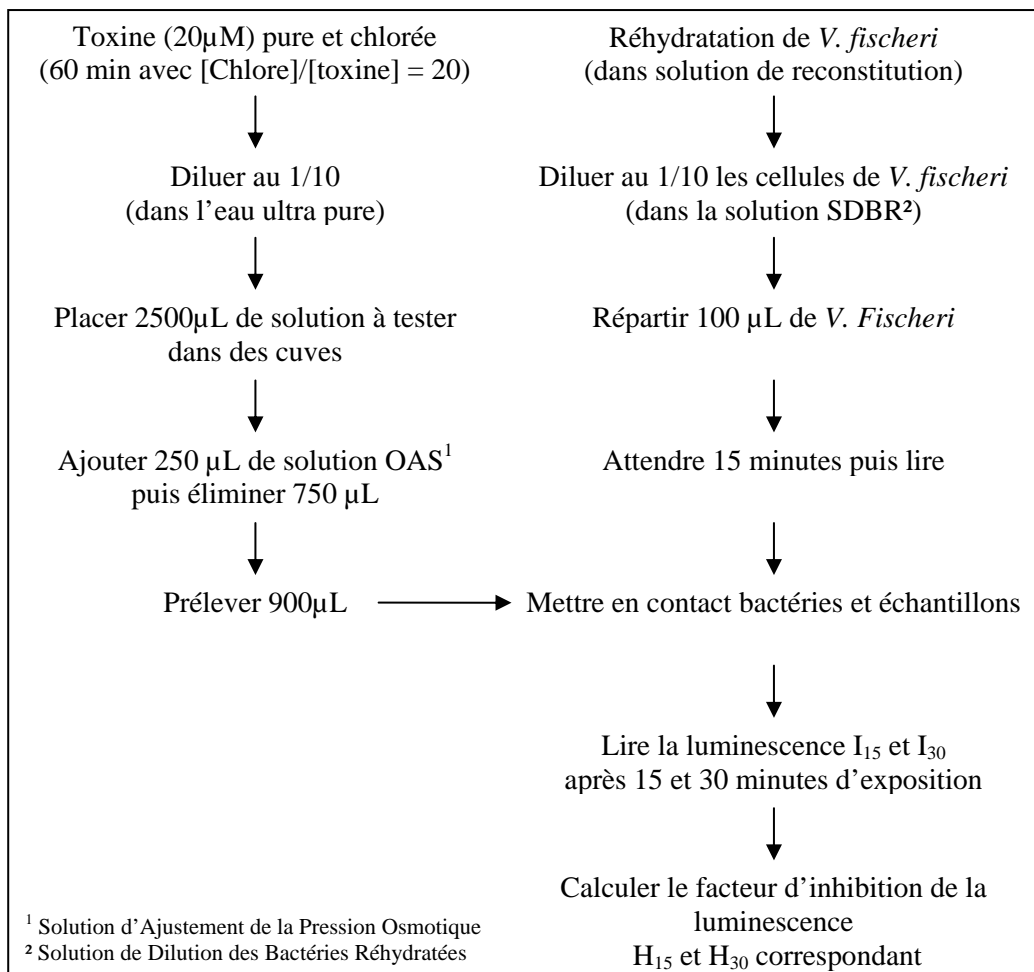 Toxine (20µM) pure et chlorée
(60 min avec [Chlore]/[toxine] = 20)
Diluer au 1/10
(dans l'eau ultra pure)
Placer 2500µL de solution à tester
dans des cuves
Ajouter 250 µL de solution OAS¹
puis éliminer 750 µL
Prélever 900µL
Réhydratation de V. fischeri
(dans solution de reconstitution)
Diluer au 1/10 les cellules de V. fischeri
(dans la solution SDBR²)
Répartir 100 µL de V. Fischeri
Attendre 15 minutes puis lire
Mettre en contact bactéries et échantillons
Lire la luminescence I₁₅ et I₃₀
après 15 et 30 minutes d'exposition
Calculer le facteur d'inhibition de la
luminescence
H₁₅ et H₃₀ correspondant
¹ Solution d'Ajustement de la Pression Osmotique
² Solution de Dilution des Bactéries Réhydratées